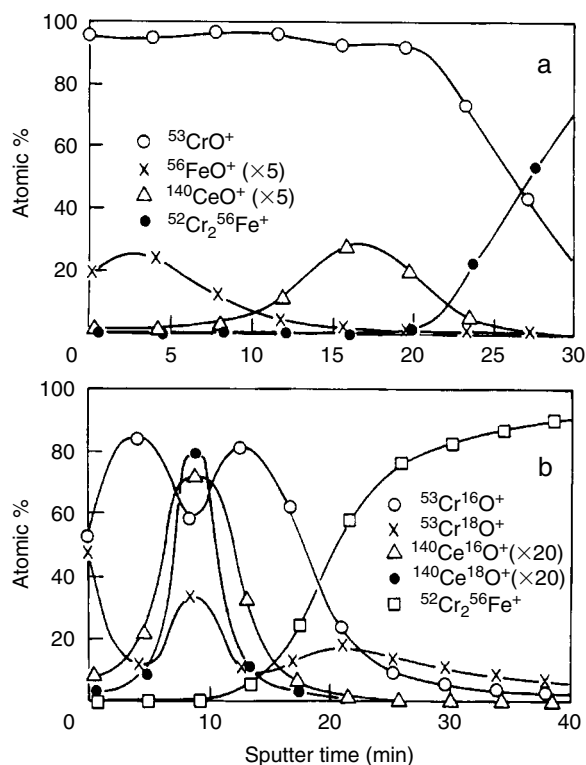 100
a
80
60
Atomic %
40
20
⁵³CrO⁺
⁵⁶FeO⁺ (×5)
¹⁴⁰CeO⁺ (×5)
⁵²Cr₂⁵⁶Fe⁺
0 5 10 15 20 25 30
100
b
80
60
Atomic %
40
20
⁵³Cr¹⁶O⁺
⁵³Cr¹⁸O⁺
¹⁴⁰Ce¹⁶O⁺(×20)
¹⁴⁰Ce¹⁸O⁺(×20)
⁵²Cr₂⁵⁶Fe⁺
0 10 20 30 40
Sputter time (min)